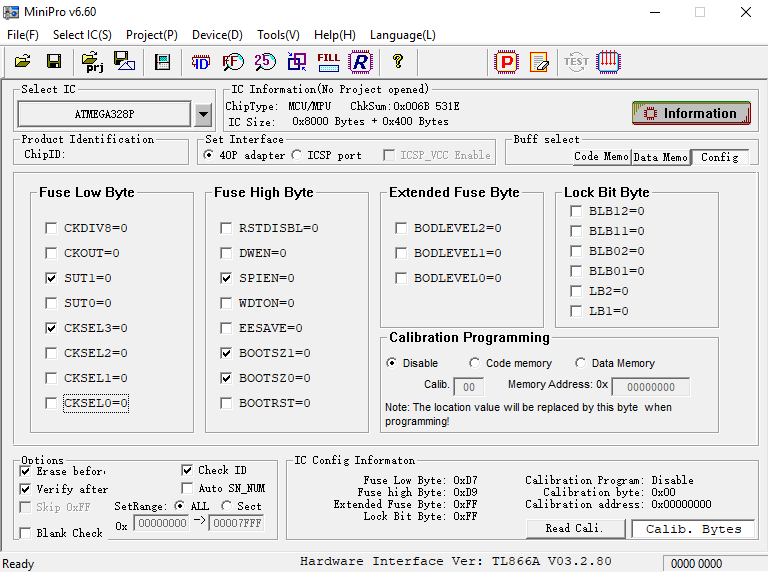 MiniPro v6.60
File(F) Select IC(S) Project(P) Device(D) Tools(V) Help(H) Language(L)
prj ID FF 25 FILL R ? P TEST
Select IC
ATMEGA328P
IC Information(No Project opened)
ChipType: MCU/MPU ChkSum:0x006B 531E
IC Size: 0x8000 Bytes + 0x400 Bytes
Information
Product Identification
ChipID:
Set Interface
40P adapter ICSP port ICSP_VCC Enable
Buff select
Code Memo Data Memo Config
Fuse Low Byte
CKDIV8=0
CKOUT=0
SUT1=0
SUT0=0
CKSEL3=0
CKSEL2=0
CKSEL1=0
CKSEL0=0
Fuse High Byte
RSTDISBL=0
DWEN=0
SPIEN=0
WDTON=0
EESAVE=0
BOOTSZ1=0
BOOTSZ0=0
BOOTRST=0
Extended Fuse Byte
BODLEVEL2=0
BODLEVEL1=0
BODLEVEL0=0
Lock Bit Byte
BLB12=0
BLB11=0
BLB02=0
BLB01=0
LB2=0
LB1=0
Calibration Programming
Disable Code memory Data Memory
Calib. 00 Memory Address: 0x 00000000
Note: The location value will be replaced by this byte when
programming!
Options
Erase befor
Check ID
Verify after
Auto SN_NUM
Skip 0xFF
SetRange: ALL Sect
Blank Check
0x 00000000 -> 00007FFF
IC Config Informaton
Fuse Low Byte: 0xD7
Fuse high Byte: 0xD9
Extended Fuse Byte: 0xFF
Lock Bit Byte: 0xFF
Calibration Program: Disable
Calibration byte: 0x00
Calibration address: 0x00000000
Read Cali. Calib. Bytes
Ready Hardware Interface Ver: TL866A V03.2.80 0000 0000